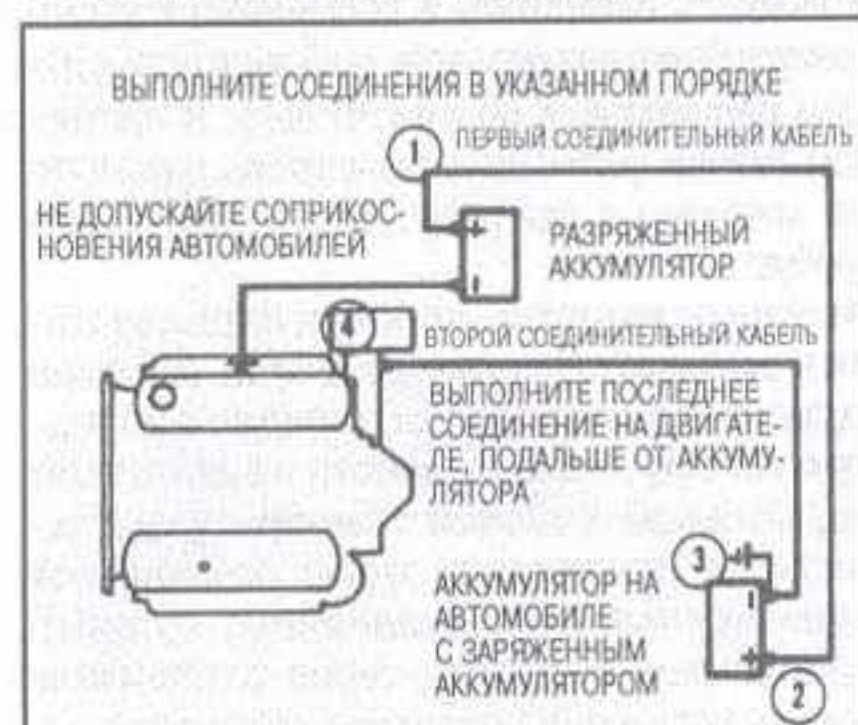 ВЫПОЛНИТЕ СОЕДИНЕНИЯ В УКАЗАННОМ ПОРЯДКЕ
1
ПЕРВЫЙ СОЕДИНИТЕЛЬНЫЙ КАБЕЛЬ
НЕ ДОПУСКАЙТЕ СОПРИКОС-
НОВЕНИЯ АВТОМОБИЛЕЙ
+
РАЗРЯЖЕННЫЙ
АККУМУЛЯТОР
4
ВТОРОЙ СОЕДИНИТЕЛЬНЫЙ КАБЕЛЬ
ВЫПОЛНИТЕ ПОСЛЕДНЕЕ
СОЕДИНЕНИЕ НА ДВИГАТЕ-
ЛЕ, ПОДАЛЬШЕ ОТ АККУМУ-
ЛЯТОРА
3
АККУМУЛЯТОР НА
АВТОМОБИЛЕ
С ЗАРЯЖЕННЫМ
АККУМУЛЯТОРОМ
+
2